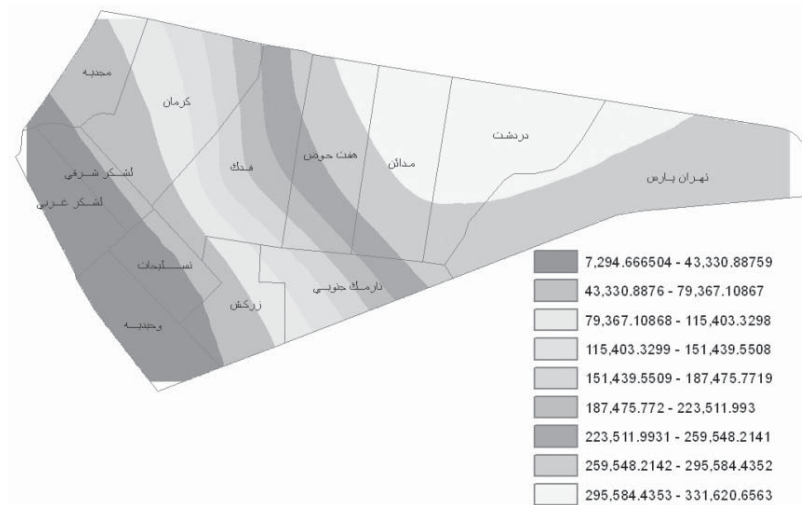 مجدیه
کرمان
فدک
هفت حوض
مدائن
دردشت
تهران پارس
لشکر شرقی
لشکر غربی
تسلیحات
وحیدیه
زرکش
نارمک جنوبی
7,294.666504 - 43,330.88759
43,330.8876 - 79,367.10867
79,367.10868 - 115,403.3298
115,403.3299 - 151,439.5508
151,439.5509 - 187,475.7719
187,475.772 - 223,511.993
223,511.9931 - 259,548.2141
259,548.2142 - 295,584.4352
295,584.4353 - 331,620.6563